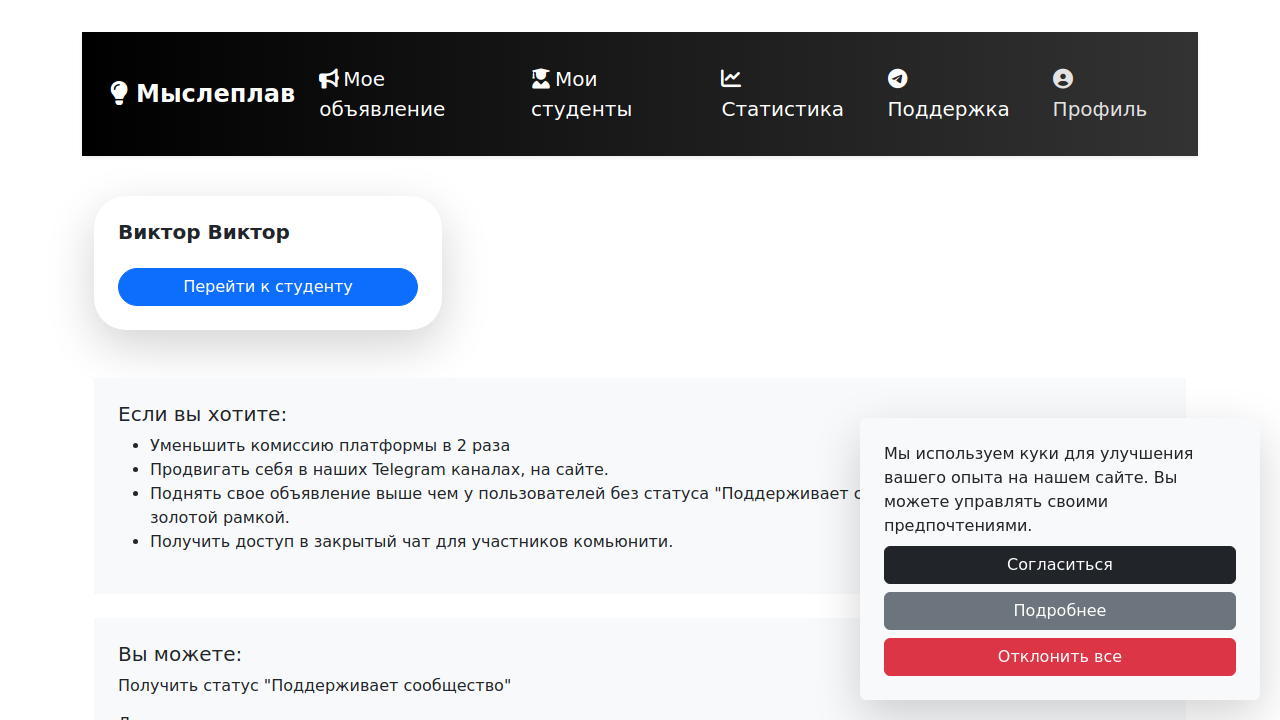 Мыслеплав
Мое
объявление
Мои
студенты
Статистика
Поддержка
Профиль
Виктор Виктор
Перейти к студенту
Если вы хотите:
Уменьшить комиссию платформы в 2 раза
Продвигать себя в наших Telegram каналах, на сайте.
Поднять свое объявление выше чем у пользователей без статуса "Поддерживает
золотой рамкой.
Получить доступ в закрытый чат для участников комьюнити.
Вы можете:
Получить статус "Поддерживает сообщество"
Мы используем куки для улучшения
вашего опыта на нашем сайте. Вы
можете управлять своими
предпочтениями.
Согласиться
Подробнее
Отклонить все